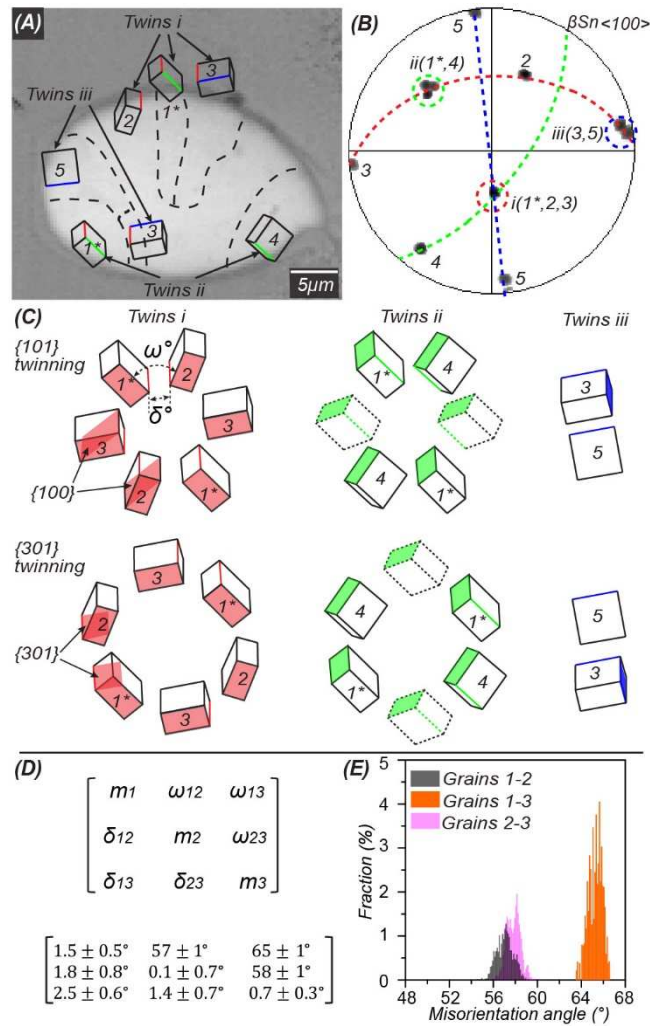 (A)
Twins i
3
2
1*
Twins iii
5
3
4
1*
Twins ii
5μm
(B)
5
βSn<100>
ii(1*,4)
2
iii(3,5)
3
i(1*,2,3)
4
5
(C)
Twins i
Twins ii
Twins iii
{101}
twinning
ω°
1*
2
δ°
3
3
{100}
2
1*
1*
4
4
1*
3
5
{301}
twinning
3
2
1*
{301}
1*
2
3
4
1*
1*
4
5
3
(D)
m1 ω12 ω13
δ12 m2 ω23
δ13 δ23 m3
1.5 ± 0.5° 57 ± 1° 65 ± 1°
1.8 ± 0.8° 0.1 ± 0.7° 58 ± 1°
2.5 ± 0.6° 1.4 ± 0.7° 0.7 ± 0.3°
(E)
Fraction (%)
5
4
3
2
1
0
Grains 1-2
Grains 1-3
Grains 2-3
48 52 56 60 64 68
Misorientation angle (°)